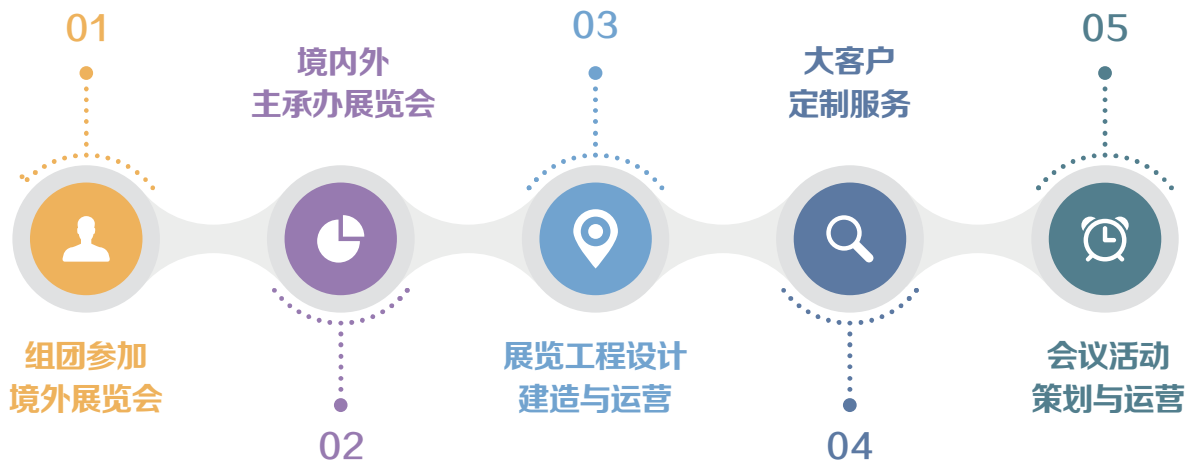 01
组团参加
境外展览会
境内外
主承办展览会
02
03
展览工程设计
建造与运营
大客户
定制服务
04
05
会议活动
策划与运营